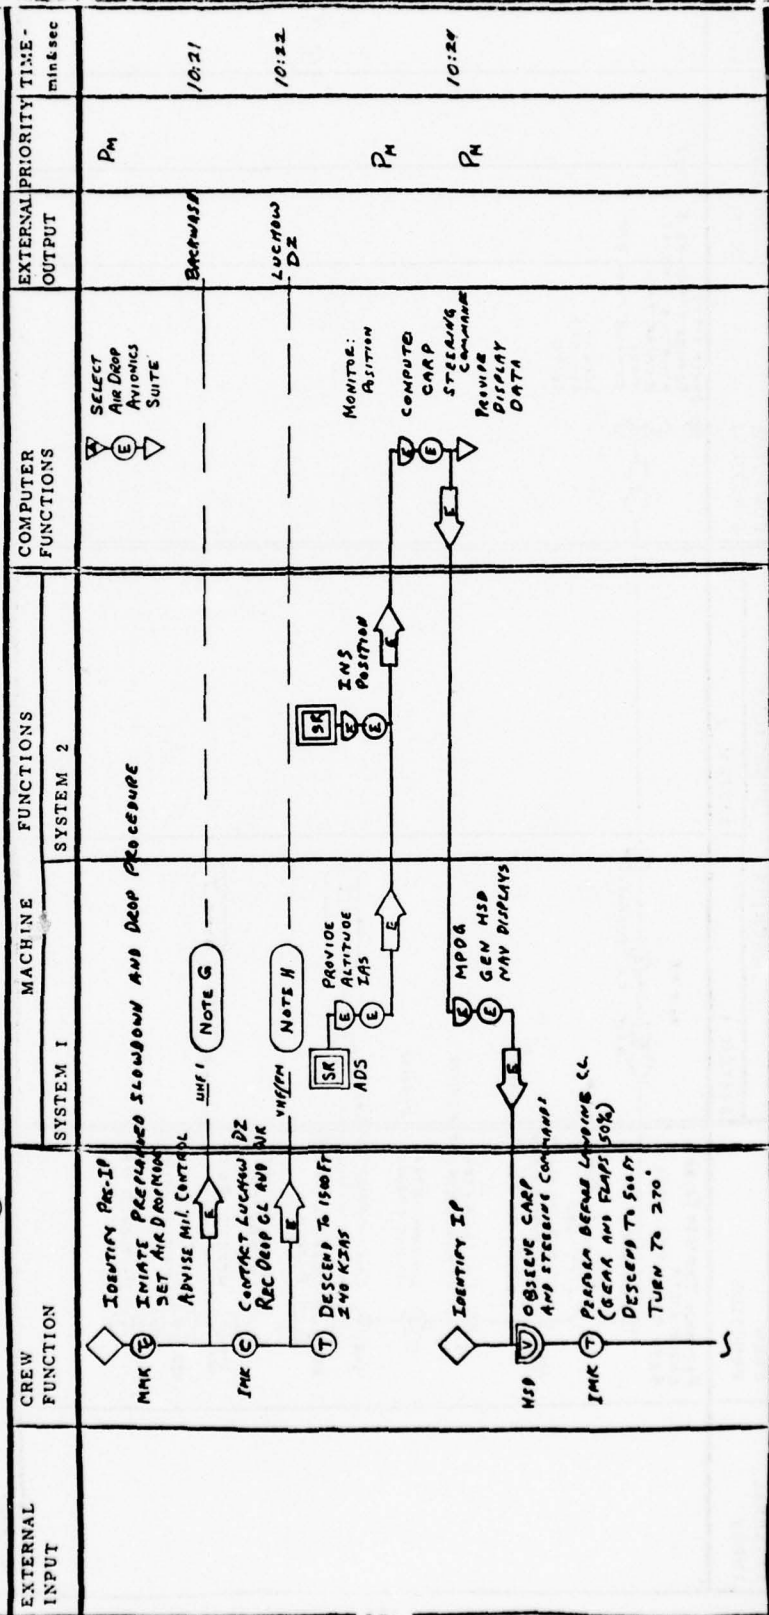 EXTERNAL
INPUT
CREW
FUNCTION
MACHINE FUNCTIONS
SYSTEM 1
SYSTEM 2
COMPUTER
FUNCTIONS
EXTERNAL
OUTPUT
PRIORITY
TIME-
min&sec
IDENTIFY PRE-IP
MMK
INIATE PREPLANNED SLOWDOWN AND DROP PROCEDURE
SET AIR DROP MODE
ADVISE MIL CONTROL
E
UHF 1
NOTE G
BACKWASH
10:21
IMK
C
CONTACT LUCHOW DZ
REC DROP CL AND WR
E
VHF/FM
NOTE H
LUCHOW
DZ
10:22
T
DESCEND TO 1500 FT
240 KIAS
SELECT
AIR DROP
AVIONICS
SUITE
A
E
PM
SR
ADS
E
E
PROVIDE
ALTITUDE
IAS
E
SR
E
E
INS
POSITION
E
MONITOR:
POSITION
PM
E
E
COMPUTE
CARP
STEERING
COMMAND
PROVIDE
DISPLAY
DATA
E
PM
10:24
MPDG
GEN HSD
NAV DISPLAYS
E
E
E
IDENTIFY IP
HSD
V
OBSERVE CARP
AND STEERING COMMANDS
IMK
T
PERFORM BEFORE LANDING CL
(GEAR AND FLAPS 50%)
DESCEND TO 500 FT
TURN TO 270°